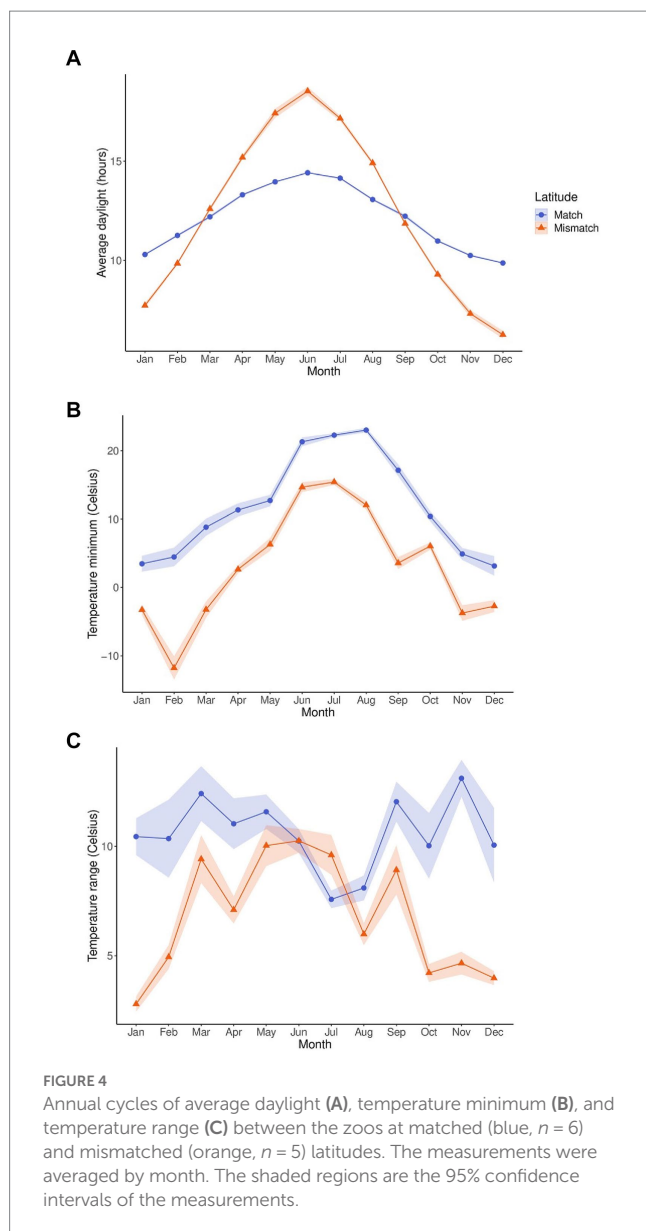 A
Average daylight (hours)
15
10
Jan Feb Mar Apr May Jun Jul Aug Sep Oct Nov Dec
Month
Latitude
Match
Mismatch
B
Temperature minimum (Celsius)
20
10
0
−10
Jan Feb Mar Apr May Jun Jul Aug Sep Oct Nov Dec
Month
C
Temperature range (Celsius)
10
5
Jan Feb Mar Apr May Jun Jul Aug Sep Oct Nov Dec
Month
FIGURE 4
Annual cycles of average daylight (A), temperature minimum (B), and
temperature range (C) between the zoos at matched (blue, n = 6)
and mismatched (orange, n = 5) latitudes. The measurements were
averaged by month. The shaded regions are the 95% confidence
intervals of the measurements.